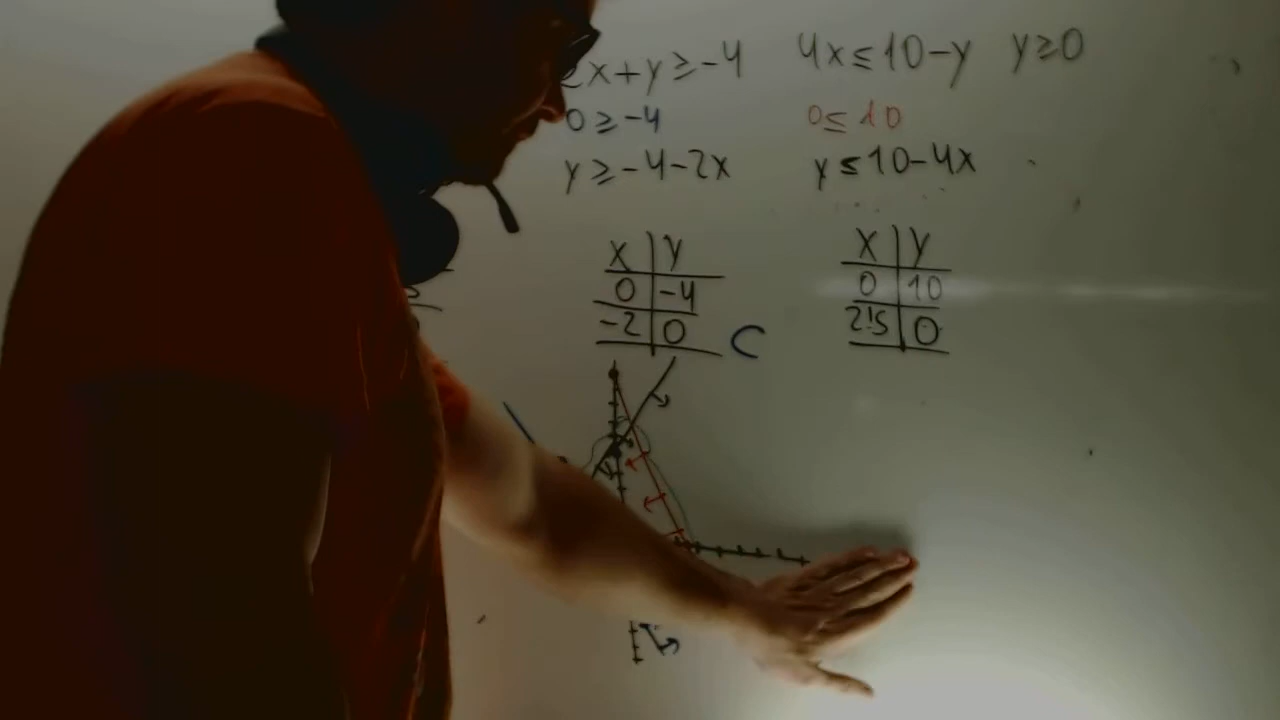 2x+y≥-4 4x≤10-y y≥0
0≥-4 0≤10
y≥-4-2x y≤10-4x
x y x y
0 -4 0 10
-2 0 2'5 0
C